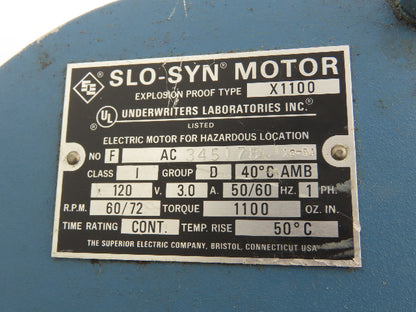 SE SLO-SYN® MOTOR
EXPLOSION PROOF TYPE X1100
UL® UNDERWRITERS LABORATORIES INC.®
LISTED
ELECTRIC MOTOR FOR HAZARDOUS LOCATION
NO F AC
CLASS I GROUP D 40°C AMB
120 V. 3.0 A. 50/60 HZ. 1 PH.
R.P.M. 60/72 TORQUE 1100 OZ. IN.
TIME RATING CONT. TEMP. RISE 50°C
THE SUPERIOR ELECTRIC COMPANY, BRISTOL, CONNECTICUT USA